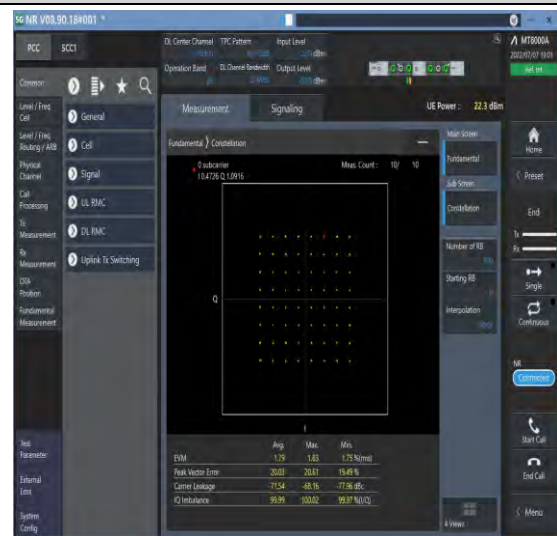 5G NR V08.90.18#001 *
PCC SCC1
DL Center Channel TPC Pattern Input Level
Operation Band DL Channel Bandwidth Output Level
MT8000A
2022/07/07
Common
Level / Freq
Cell
Level / Freq
Routing / ARB
Physical
Channel
Call
Processing
Tx
Measurement
Rx
Measurement
OTA
Position
Fundamental
Measurement
Test
Parameter
External
Loss
System
Config
General
Cell
Signal
UL RMC
DL RMC
Uplink Tx Switching
Measurement Signaling
UE Power : 22.3 dBm
Fundamental Constellation
0 subcarrier Meas. Count : 10/ 10
I 0.4726 Q 1.0916
Q
I
Avg. Max. Min.
EVM 1.79 1.83 1.75 %(rms)
Peak Vector Error 20.03 20.61 19.49 %
Carrier Leakage -71.54 -68.16 -77.96 dBc
IQ Imbalance 99.99 100.02 99.97 %(I/Q)
Main Screen
Fundamental
Sub Screen
Constellation
Number of RB
Starting RB
Interpolation
4 Views
Home
Preset
End
Tx
Rx
Single
Continuous
NR
Connected
Start Call
End Call
Menu